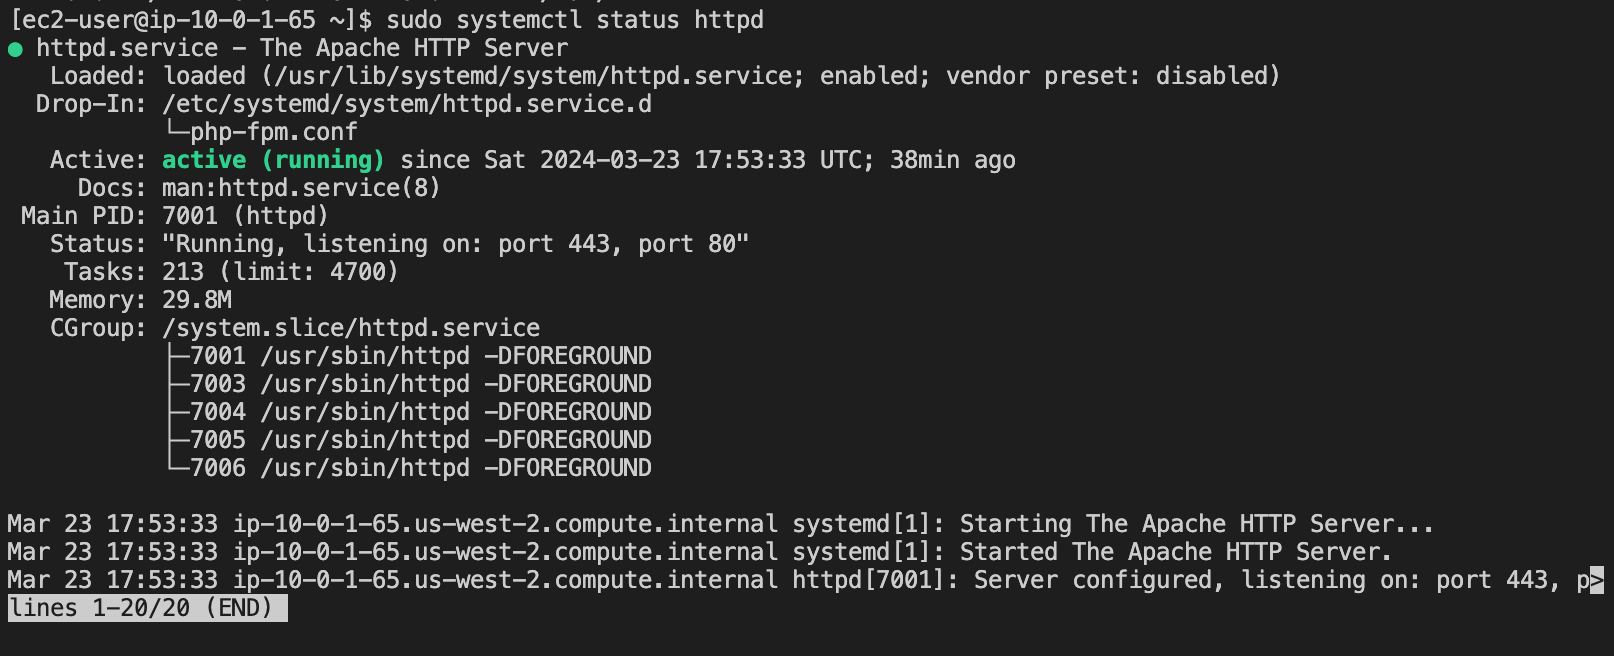 [ec2-user@ip-10-0-1-65 ~]$ sudo systemctl status httpd
● httpd.service - The Apache HTTP Server
   Loaded: loaded (/usr/lib/systemd/system/httpd.service; enabled; vendor preset: disabled)
  Drop-In: /etc/systemd/system/httpd.service.d
           └─php-fpm.conf
   Active: active (running) since Sat 2024-03-23 17:53:33 UTC; 38min ago
     Docs: man:httpd.service(8)
 Main PID: 7001 (httpd)
   Status: "Running, listening on: port 443, port 80"
    Tasks: 213 (limit: 4700)
   Memory: 29.8M
   CGroup: /system.slice/httpd.service
           ├─7001 /usr/sbin/httpd -DFOREGROUND
           ├─7003 /usr/sbin/httpd -DFOREGROUND
           ├─7004 /usr/sbin/httpd -DFOREGROUND
           ├─7005 /usr/sbin/httpd -DFOREGROUND
           └─7006 /usr/sbin/httpd -DFOREGROUND

Mar 23 17:53:33 ip-10-0-1-65.us-west-2.compute.internal systemd[1]: Starting The Apache HTTP Server...
Mar 23 17:53:33 ip-10-0-1-65.us-west-2.compute.internal systemd[1]: Started The Apache HTTP Server.
Mar 23 17:53:33 ip-10-0-1-65.us-west-2.compute.internal httpd[7001]: Server configured, listening on: port 443, p>
lines 1-20/20 (END)